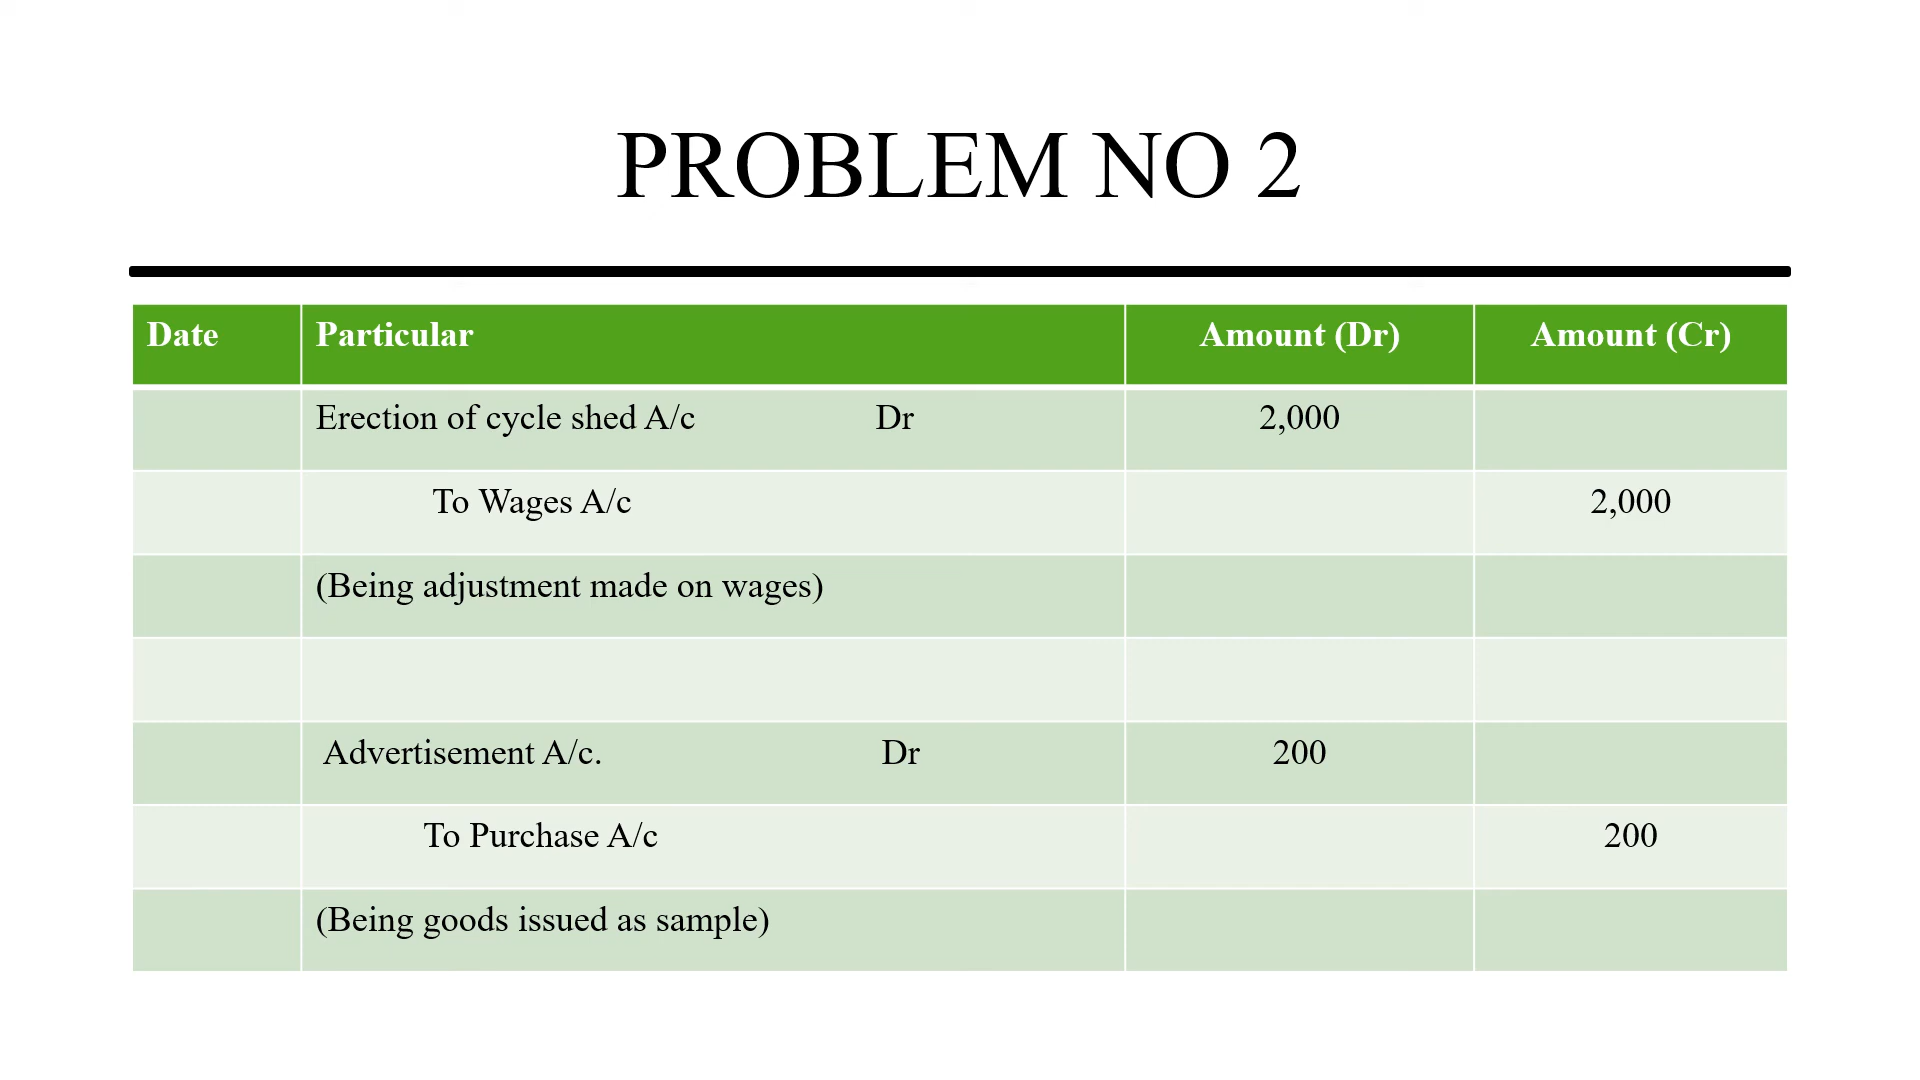 PROBLEM NO 2
Date Particular Amount (Dr) Amount (Cr)
Erection of cycle shed A/c Dr 2,000
To Wages A/c 2,000
(Being adjustment made on wages)
Advertisement A/c. Dr 200
To Purchase A/c 200
(Being goods issued as sample)